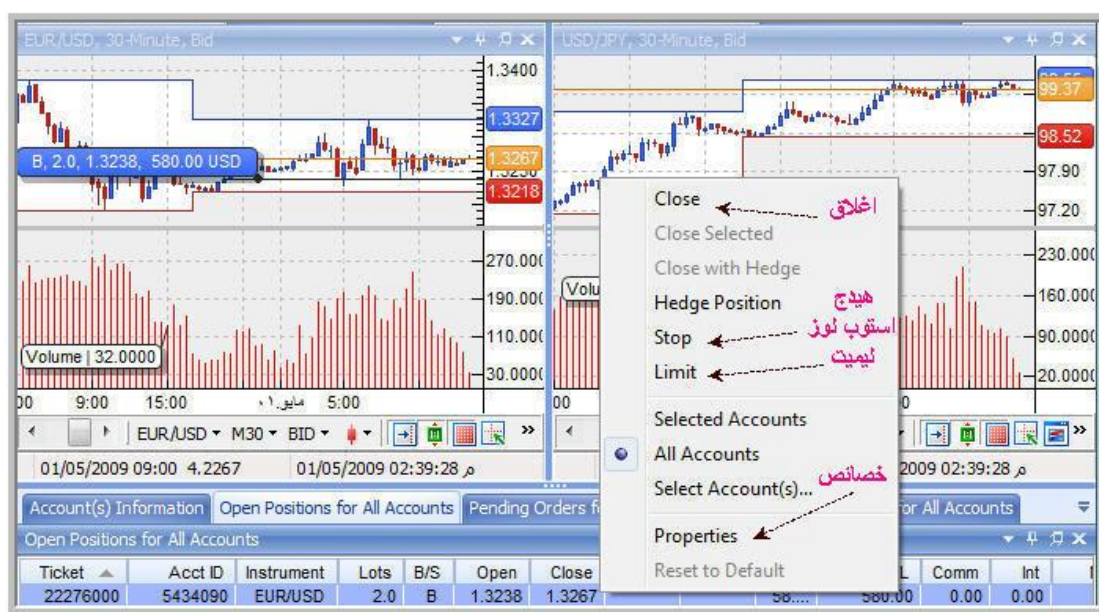 EUR/USD, 30-Minute, Bid
1.3400
1.3327
B, 2.0, 1.3238, 580.00 USD
1.3267
1.3218
270.000
190.000
110.000
30.0000
Volume | 32.0000
9:00 15:00 مايو ٠١ 5:00
EUR/USD M30 BID
01/05/2009 09:00 4.2267 01/05/2009 02:39:28 م
USD/JPY, 30-Minute, Bid
99.37
98.52
97.90
97.20
230.000
160.000
90.0000
20.0000
Close اغلاق
Close Selected
Close with Hedge
Hedge Position هيدج
Stop استوب لوز
Limit ليميت
Selected Accounts
All Accounts
Select Account(s)...
Properties خصائص
Reset to Default
02:39:28 م
Account(s) Information Open Positions for All Accounts Pending Orders
All Accounts
Open Positions for All Accounts
Ticket Acct ID Instrument Lots B/S Open Close Comm Int
22276000 5434090 EUR/USD 2.0 B 1.3238 1.3267 58.... 580.00 0.00 0.00